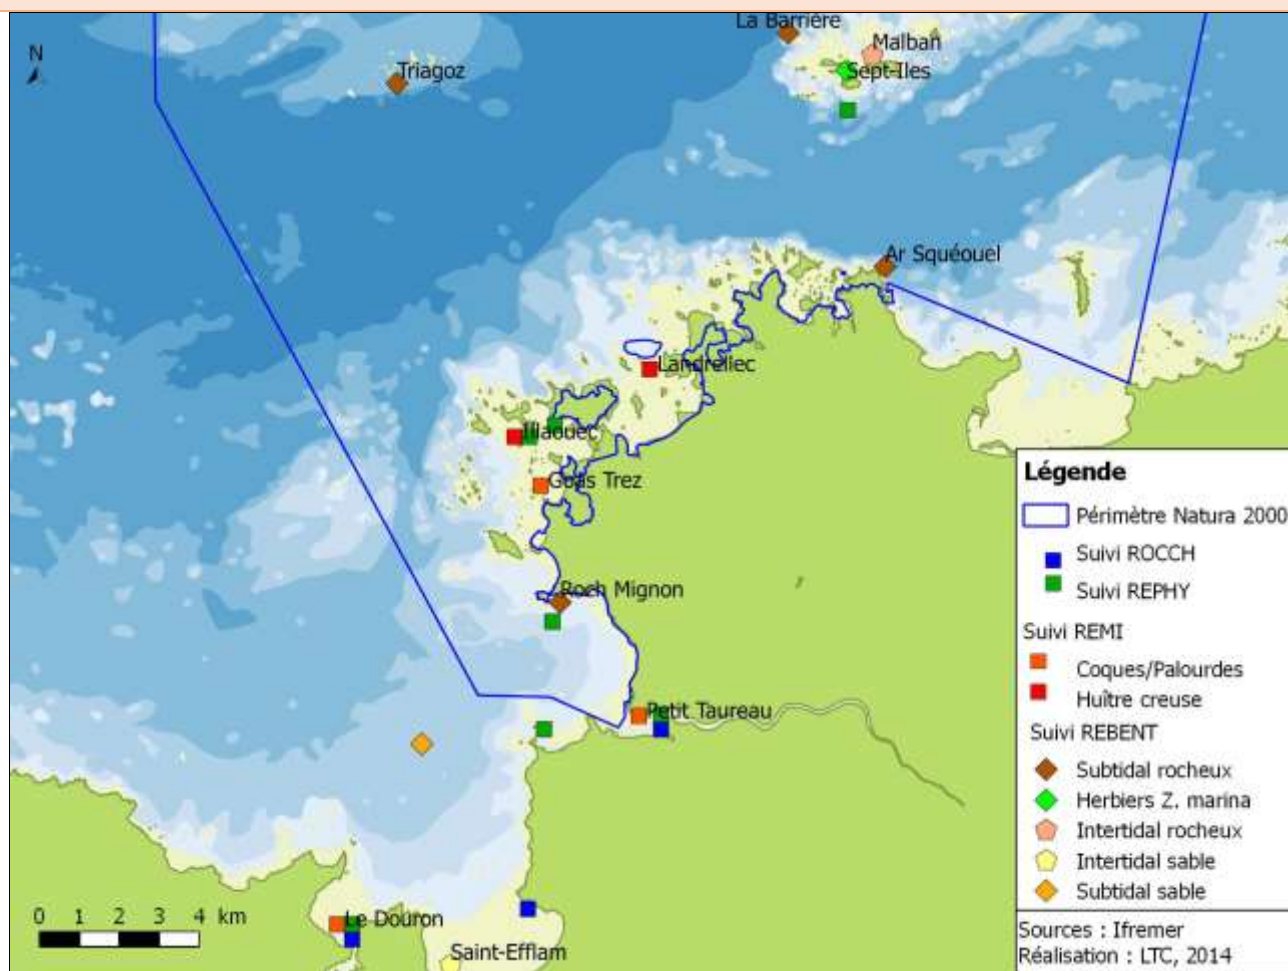 La Barrière
Malban
N
Triagoz
Sept-Iles
Ar Squéouel
Landrellec
Illaouec
Goas Trez
Légende
Périmètre Natura 2000
Suivi ROCCH
Roch Mignon
Suivi REPHY
Suivi REMI
Coques/Palourdes
Huître creuse
Petit Taureau
Suivi REBENT
Subtidal rocheux
Herbiers Z. marina
Intertidal rocheux
Intertidal sable
Subtidal sable
0 1 2 3 4 km
Le Douron
Saint-Efflam
Sources : Ifremer
Réalisation : LTC, 2014